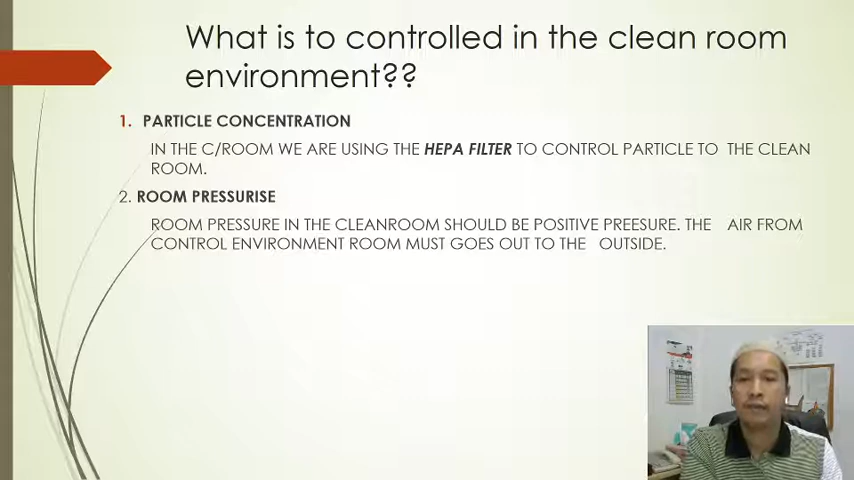 What is to controlled in the clean room
environment??
1. PARTICLE CONCENTRATION
IN THE C/ROOM WE ARE USING THE HEPA FILTER TO CONTROL PARTICLE TO THE CLEAN
ROOM.
2. ROOM PRESSURISE
ROOM PRESSURE IN THE CLEANROOM SHOULD BE POSITIVE PREESURE. THE AIR FROM
CONTROL ENVIRONMENT ROOM MUST GOES OUT TO THE OUTSIDE.